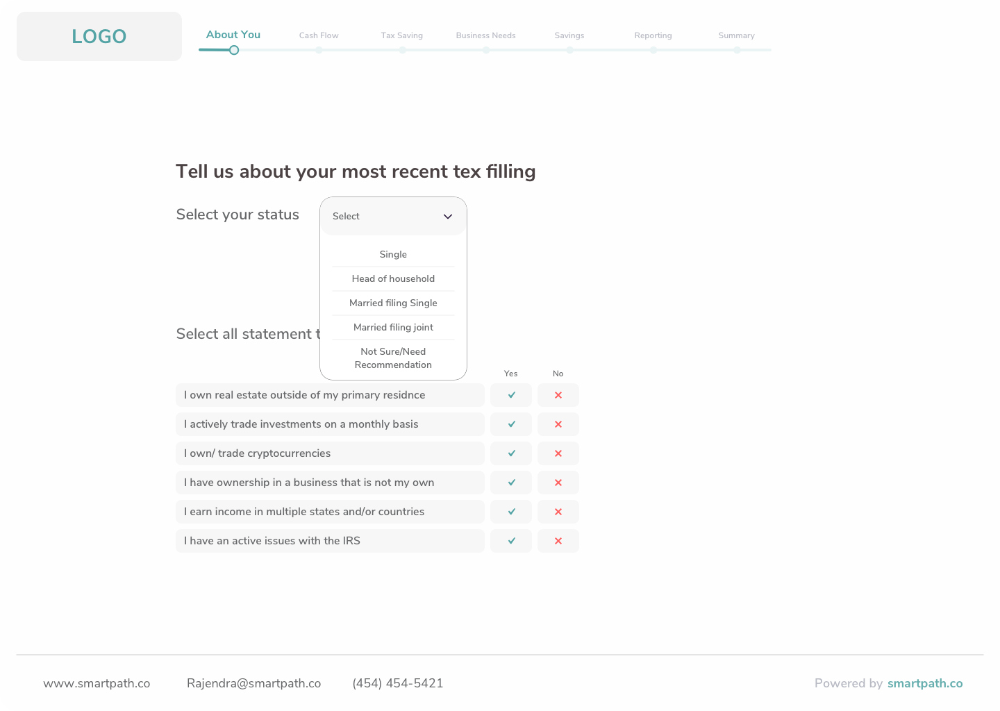 LOGO
About You
Cash Flow
Tax Saving
Business Needs
Savings
Reporting
Summary
Tell us about your most recent tex filling
Select your status
Select
Single
Head of household
Married filing Single
Married filing joint
Select all statement
Not Sure/Need
Recommendation
Yes
No
I own real estate outside of my primary residnce
I actively trade investments on a monthly basis
I own/ trade cryptocurrencies
I have ownership in a business that is not my own
I earn income in multiple states and/or countries
I have an active issues with the IRS
www.smartpath.co
Rajendra@smartpath.co
(454) 454-5421
Powered by smartpath.co